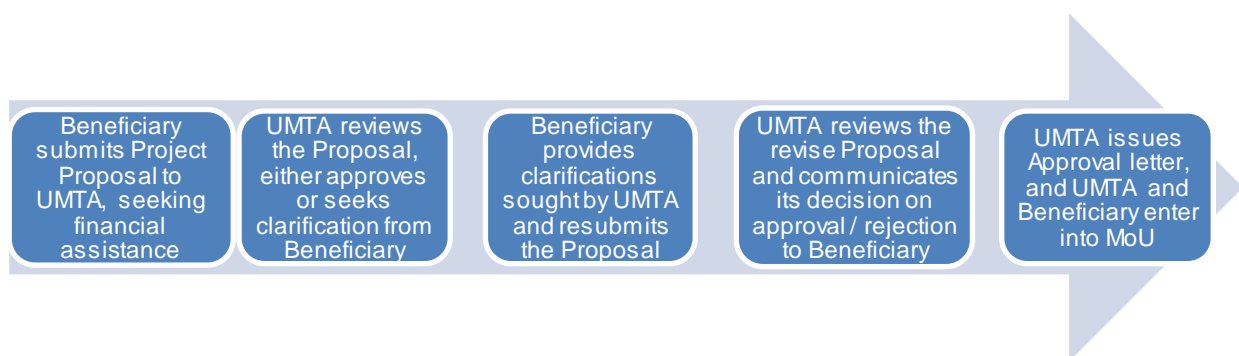 Beneficiary
submits Project
Proposal to
UMTA, seeking
financial
assistance
UMTA reviews
the Proposal,
either approves
or seeks
clarification from
Beneficiary
Beneficiary
provides
clarifications
sought by UMTA
and resubmits
the Proposal
UMTA reviews the
revise Proposal
and communicates
its decision on
approval / rejection
to Beneficiary
UMTA issues
Approval letter,
and UMTA and
Beneficiary enter
into MoU